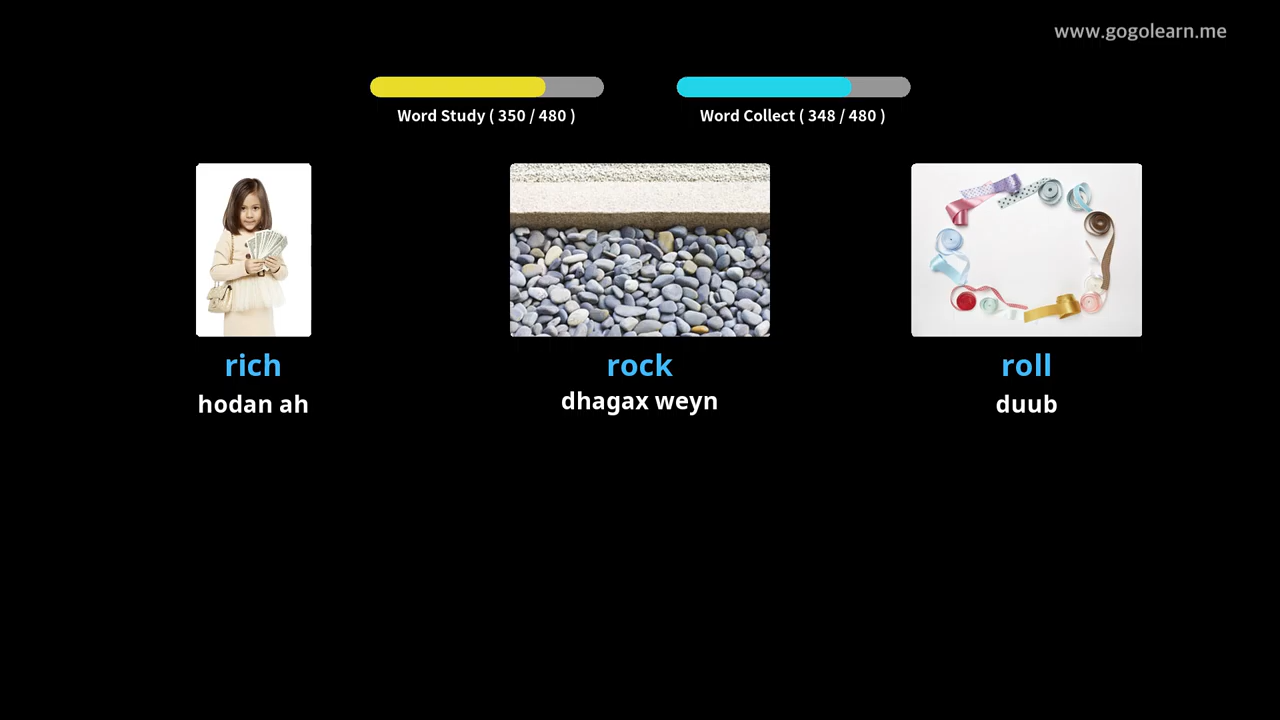 www.gogolearn.me
Word Study ( 350 / 480 )
Word Collect ( 348 / 480 )
rich
hodan ah
rock
dhagax weyn
roll
duub